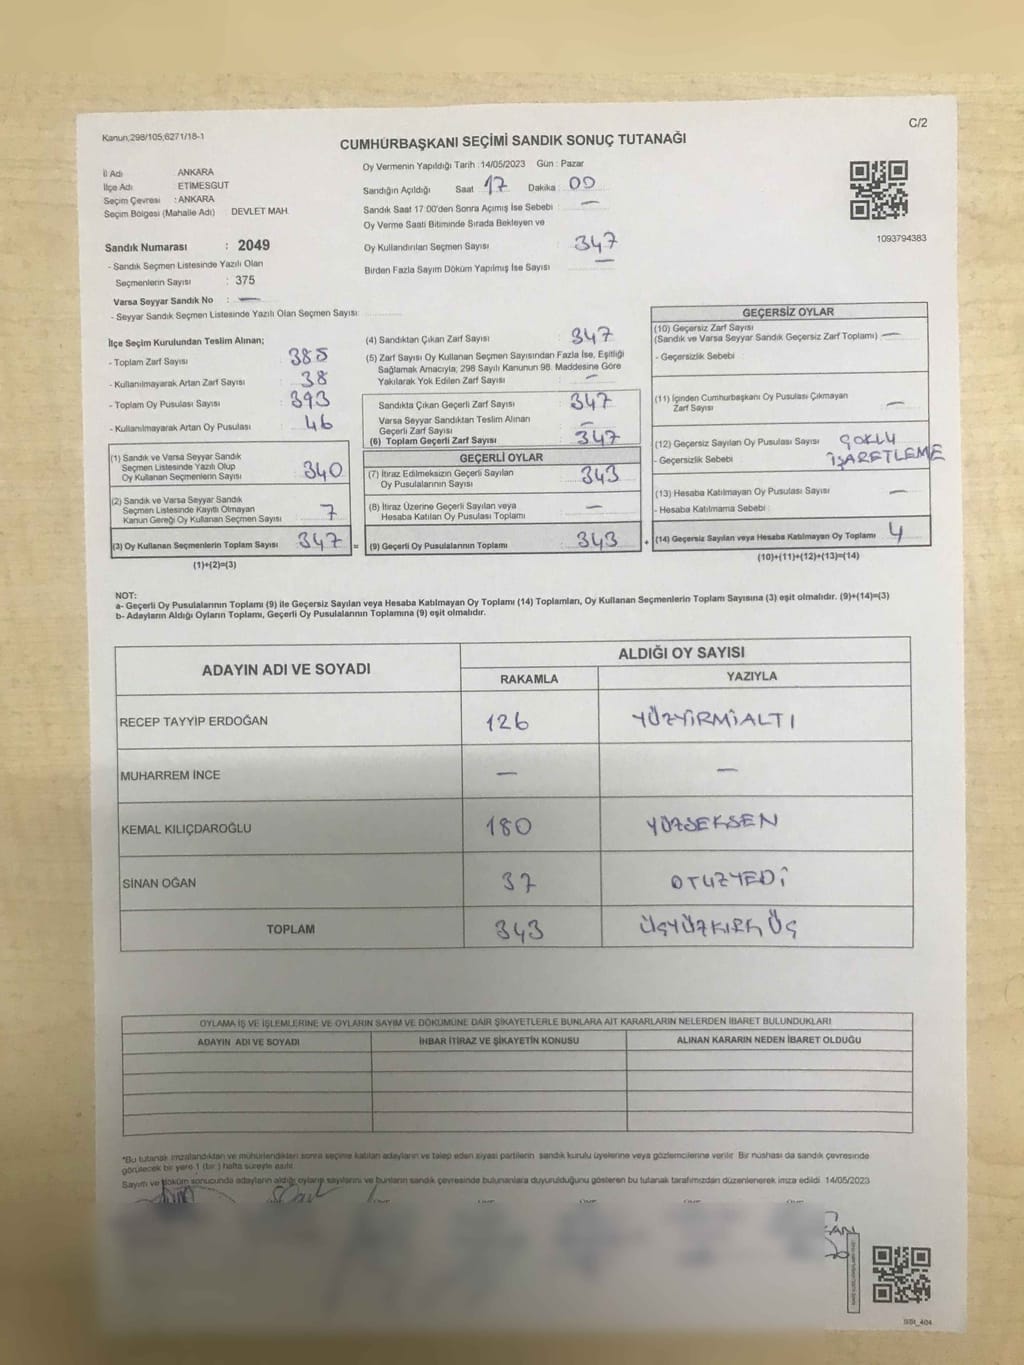 Kanun,298/105,6271/18-1
C/2
CUMHURBAŞKANI SEÇİMİ SANDIK SONUÇ TUTANAĞI
İl Adı ANKARA
İlçe Adı : ETİMESGUT
Seçim Çevresi : ANKARA
Seçim Bölgesi (Mahalle Adı) DEVLET MAH.
Sandık Numarası : 2049
- Sandık Seçmen Listesinde Yazılı Olan
Seçmenlerin Sayısı : 375
Varsa Seyyar Sandık No : —
- Seyyar Sandık Seçmen Listesinde Yazılı Olan Seçmen Sayısı:
Oy Vermenin Yapıldığı Tarih : 14/05/2023 Gün : Pazar
Sandığın Açıldığı Saat 17 Dakika 00
Sandık Saat 17:00'den Sonra Açımış İse Sebebi : —
Oy Verme Saati Bitiminde Sırada Bekleyen ve
Oy Kullandırılan Seçmen Sayısı 347
Birden Fazla Sayım Döküm Yapılmış İse Sayısı —
1093794383
İlçe Seçim Kurulundan Teslim Alınan;
- Toplam Zarf Sayısı 385
- Kullanılmayarak Artan Zarf Sayısı 38
- Toplam Oy Pusulası Sayısı 393
- Kullanılmayarak Artan Oy Pusulası 46
(1) Sandık ve Varsa Seyyar Sandık
Seçmen Listesinde Yazılı Olup
Oy Kullanan Seçmenlerin Sayısı 340
(2) Sandık ve Varsa Seyyar Sandık
Seçmen Listesinde Kayıtlı Olmayan
Kanun Gereği Oy Kullanan Seçmen Sayısı 7
(3) Oy Kullanan Seçmenlerin Toplam Sayısı 347
(1)+(2)=(3)
(4) Sandıktan Çıkan Zarf Sayısı 347
(5) Zarf Sayısı Oy Kullanan Seçmen Sayısından Fazla İse, Eşitliği
Sağlamak Amacıyla; 298 Sayılı Kanunun 98. Maddesine Göre
Yakılarak Yok Edilen Zarf Sayısı —
Sandıkta Çıkan Geçerli Zarf Sayısı 347
Varsa Seyyar Sandıktan Teslim Alınan
Geçerli Zarf Sayısı —
(6) Toplam Geçerli Zarf Sayısı 347
GEÇERLİ OYLAR
(7) İtiraz Edilmeksizin Geçerli Sayılan
Oy Pusulalarının Sayısı 343
(8) İtiraz Üzerine Geçerli Sayılan veya
Hesaba Katılan Oy Pusulası Toplamı —
= (9) Geçerli Oy Pusulalarının Toplamı 343
GEÇERSİZ OYLAR
(10) Geçersiz Zarf Sayısı
(Sandık ve Varsa Seyyar Sandık Geçersiz Zarf Toplamı) —
- Geçersizlik Sebebi
(11) İçinden Cumhurbaşkanı Oy Pusulası Çıkmayan
Zarf Sayısı —
(12) Geçersiz Sayılan Oy Pusulası Sayısı ÇOKLU
- Geçersizlik Sebebi İŞARETLEME
(13) Hesaba Katılmayan Oy Pusulası Sayısı —
- Hesaba Katılmama Sebebi
+ (14) Geçersiz Sayılan veya Hesaba Katılmayan Oy Toplamı 4
(10)+(11)+(12)+(13)=(14)
NOT:
a- Geçerli Oy Pusulalarının Toplamı (9) ile Geçersiz Sayılan veya Hesaba Katılmayan Oy Toplamı (14) Toplamları, Oy Kullanan Seçmenlerin Toplam Sayısına (3) eşit olmalıdır. (9)+(14)=(3)
b- Adayların Aldığı Oyların Toplamı, Geçerli Oy Pusulalarının Toplamına (9) eşit olmalıdır.
ADAYIN ADI VE SOYADI ALDIĞI OY SAYISI
RAKAMLA YAZIYLA
RECEP TAYYİP ERDOĞAN 126 YÜZYİRMİALTI
MUHARREM İNCE — —
KEMAL KILIÇDAROĞLU 180 YÜZSEKSEN
SİNAN OĞAN 37 OTUZYEDİ
TOPLAM 343 ÜÇYÜZKIRK ÜÇ
OYLAMA İŞ VE İŞLEMLERİNE VE OYLARIN SAYIM VE DÖKÜMÜNE DAİR ŞİKAYETLERLE BUNLARA AİT KARARLARIN NELERDEN İBARET BULUNDUKLARI
ADAYIN ADI VE SOYADI İHBAR İTİRAZ VE ŞİKAYETİN KONUSU ALINAN KARARIN NEDEN İBARET OLDUĞU
*Bu tutanak imzalandıktan ve mühürlendikten sonra seçime katılan adayların ve talep eden siyasi partilerin sandık kurulu üyelerine veya gözlemcilerine verilir. Bir nüshası da sandık çevresinde
görülecek bir yere 1 (bir) hafta süreyle asılır.
Sayım ve döküm sonucunda adayların aldığı oyların sayılarını ve bunların sandık çevresinde bulunanlara duyurulduğunu gösteren bu tutanak tarafımızdan düzenlenerek imza edildi. 14/05/2023